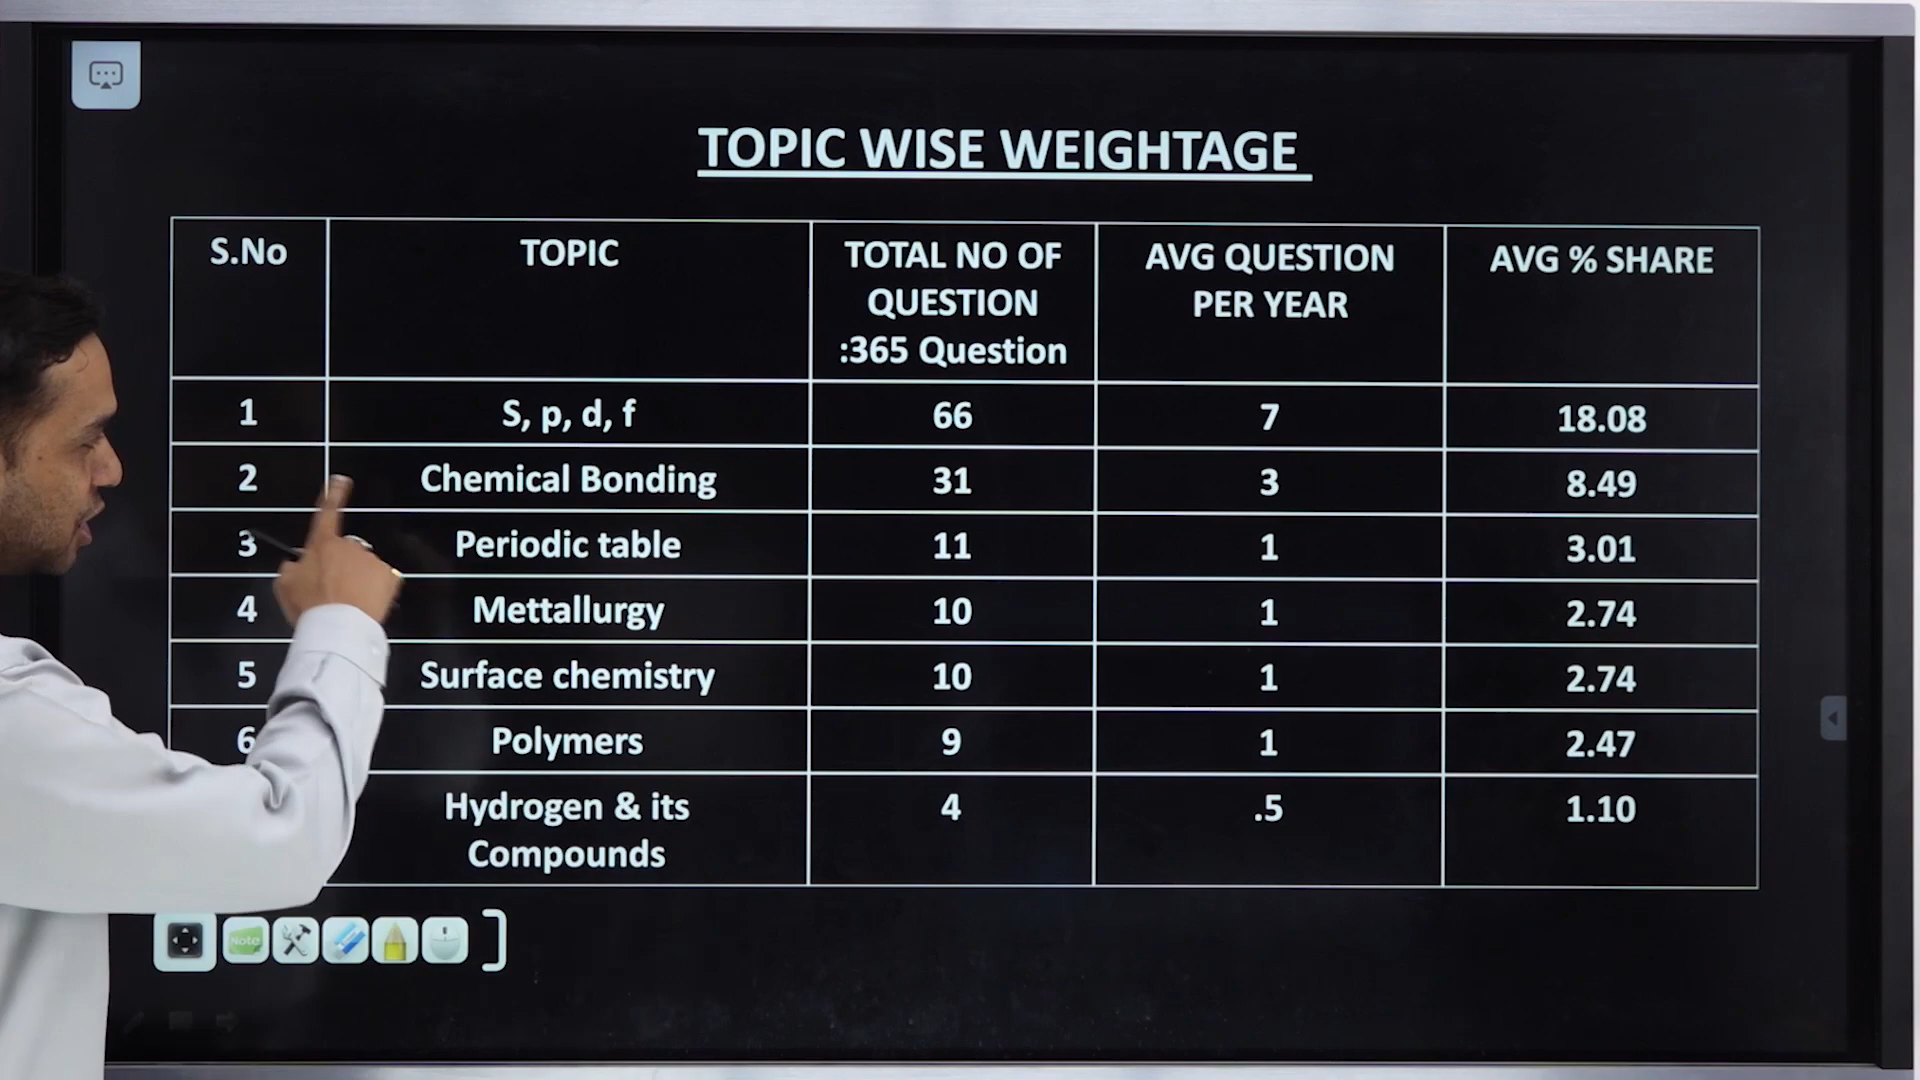 TOPIC WISE WEIGHTAGE
S.No TOPIC TOTAL NO OF QUESTION :365 Question AVG QUESTION PER YEAR AVG % SHARE
1 S, p, d, f 66 7 18.08
2 Chemical Bonding 31 3 8.49
3 Periodic table 11 1 3.01
4 Mettallurgy 10 1 2.74
5 Surface chemistry 10 1 2.74
6 Polymers 9 1 2.47
Hydrogen & its Compounds 4 .5 1.10
Note